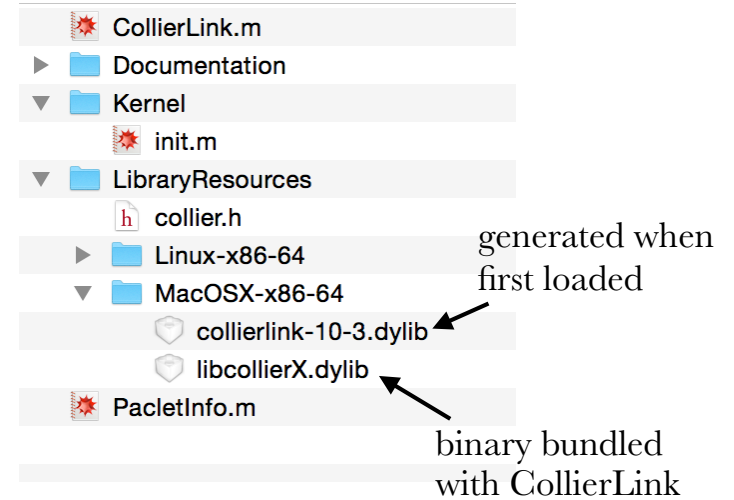 CollierLink.m
Documentation
Kernel
init.m
LibraryResources
h collier.h
Linux-x86-64
MacOSX-x86-64
collierlink-10-3.dylib
libcollierX.dylib
PacletInfo.m
generated when
first loaded
binary bundled
with CollierLink